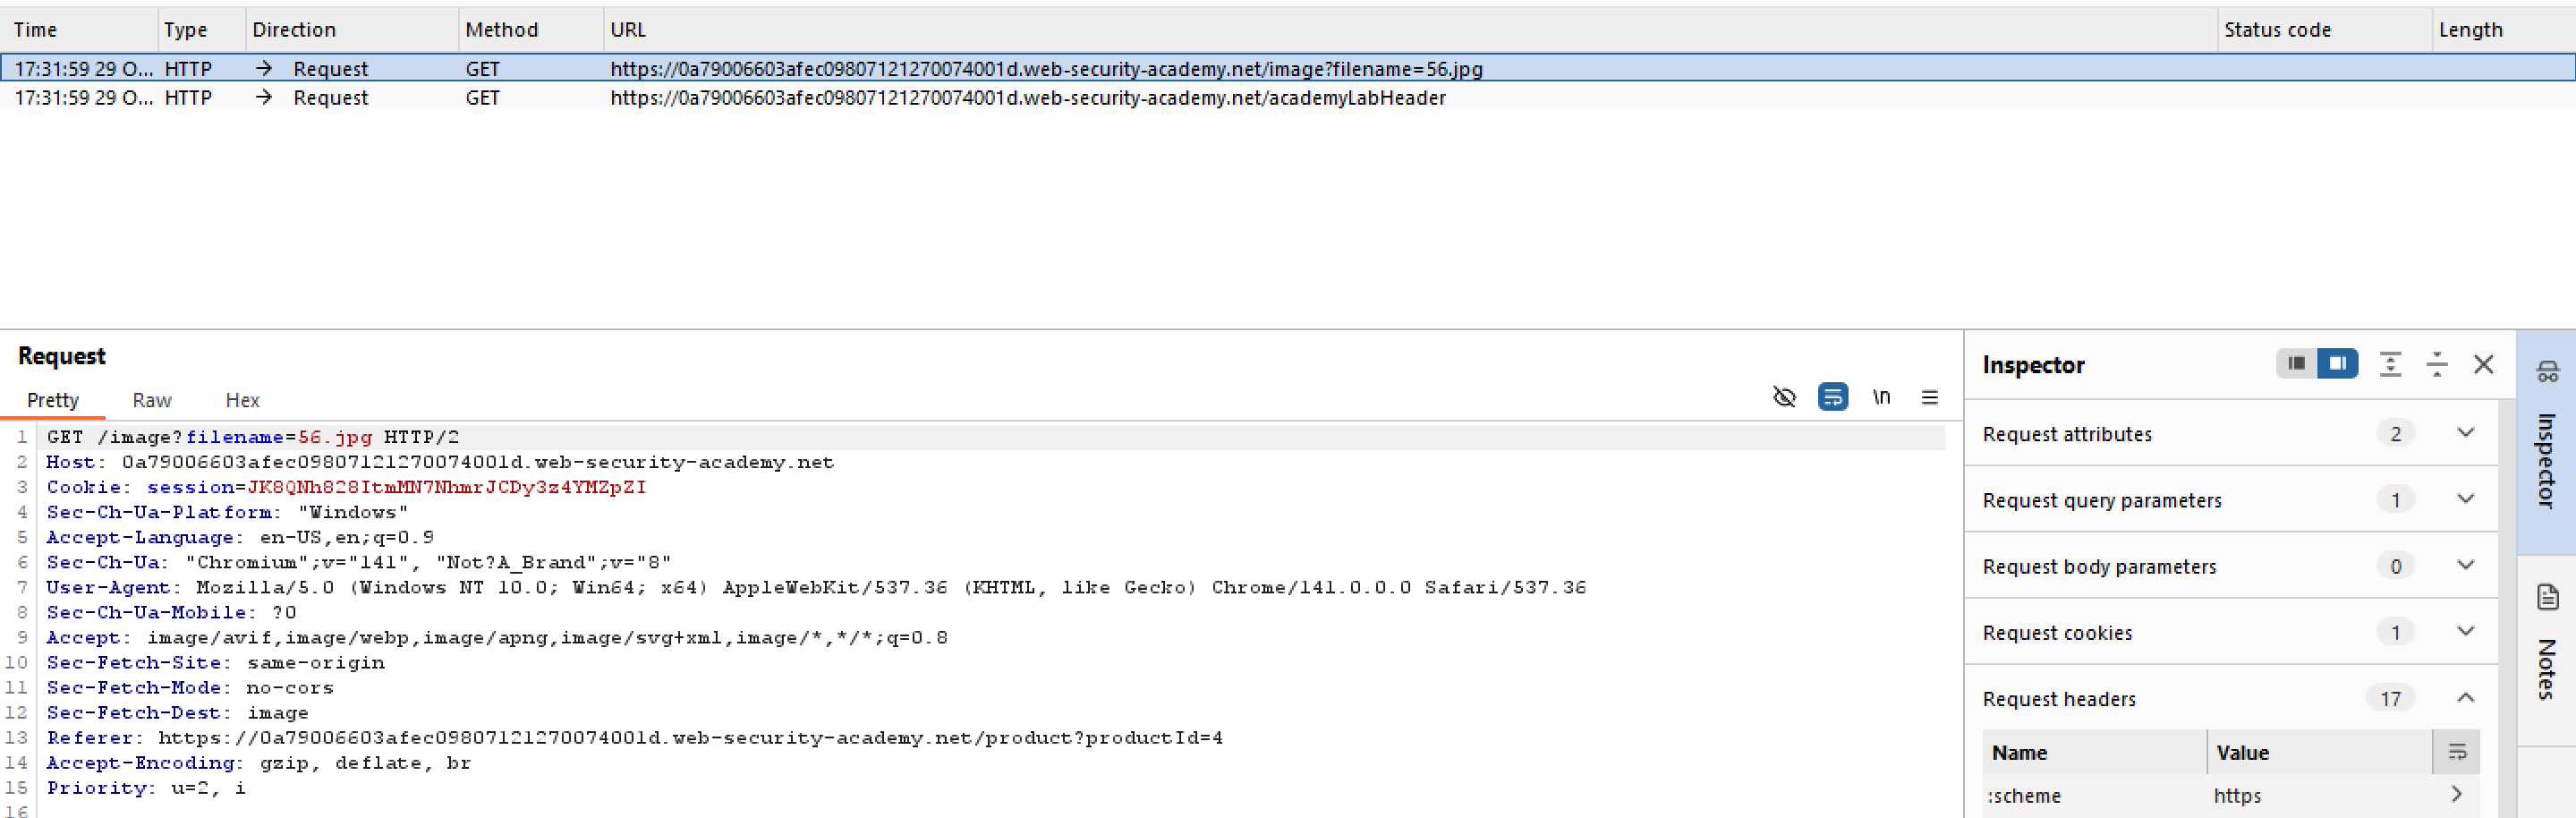 Time Type Direction Method URL Status code Length
17:31:59 29 O... HTTP → Request GET https://0a79006603afec09807121270074001d.web-security-academy.net/image?filename=56.jpg
17:31:59 29 O... HTTP → Request GET https://0a79006603afec09807121270074001d.web-security-academy.net/academyLabHeader
Request
Pretty Raw Hex
\n
1 GET /image?filename=56.jpg HTTP/2
2 Host: 0a79006603afec09807121270074001d.web-security-academy.net
3 Cookie: session=JK8QNh828ItmMN7NhmrJCDy3z4YMZpZI
4 Sec-Ch-Ua-Platform: "Windows"
5 Accept-Language: en-US,en;q=0.9
6 Sec-Ch-Ua: "Chromium";v="141", "Not?A_Brand";v="8"
7 User-Agent: Mozilla/5.0 (Windows NT 10.0; Win64; x64) AppleWebKit/537.36 (KHTML, like Gecko) Chrome/141.0.0.0 Safari/537.36
8 Sec-Ch-Ua-Mobile: ?0
9 Accept: image/avif,image/webp,image/apng,image/svg+xml,image/*,*/*;q=0.8
10 Sec-Fetch-Site: same-origin
11 Sec-Fetch-Mode: no-cors
12 Sec-Fetch-Dest: image
13 Referer: https://0a79006603afec09807121270074001d.web-security-academy.net/product?productId=4
14 Accept-Encoding: gzip, deflate, br
15 Priority: u=2, i
16
Inspector
Request attributes 2
Request query parameters 1
Request body parameters 0
Request cookies 1
Request headers 17
Name Value
:scheme https
Inspector
Notes